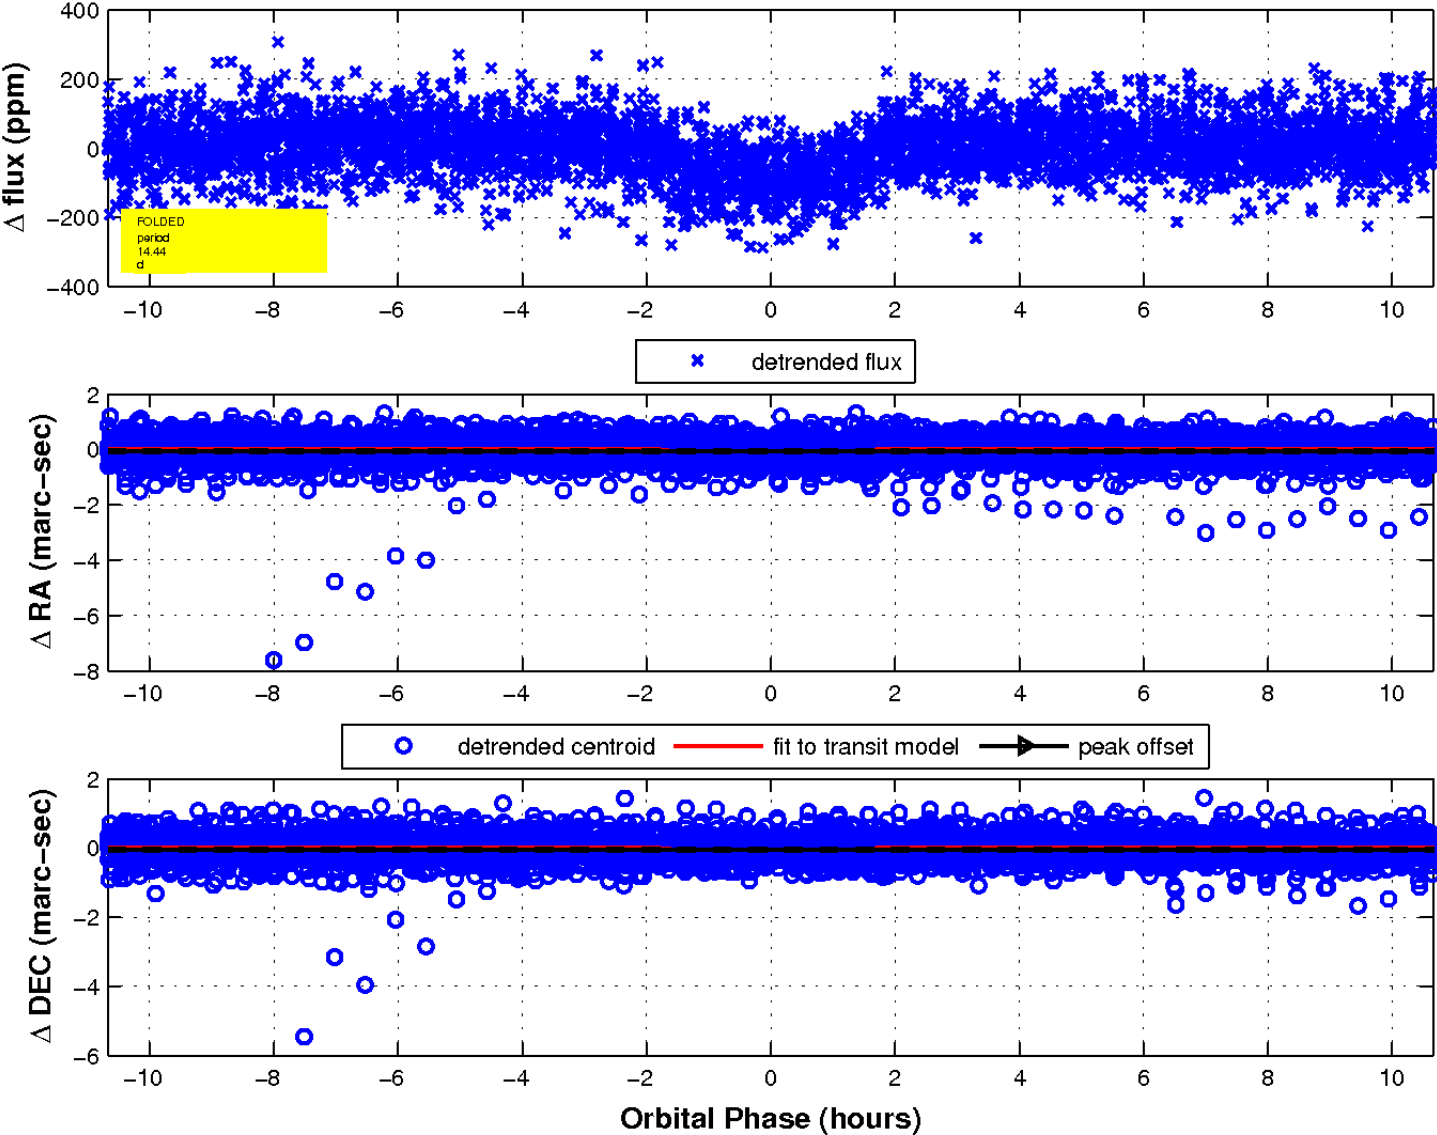 400
200
0
−200
−400
Δ flux (ppm)
FOLDED
period
14.44
d
−10 −8 −6 −4 −2 0 2 4 6 8 10
detrended flux
2
0
−2
−4
−6
−8
Δ RA (marc−sec)
−10 −8 −6 −4 −2 0 2 4 6 8 10
detrended centroid fit to transit model peak offset
2
0
−2
−4
−6
Δ DEC (marc−sec)
−10 −8 −6 −4 −2 0 2 4 6 8 10
Orbital Phase (hours)